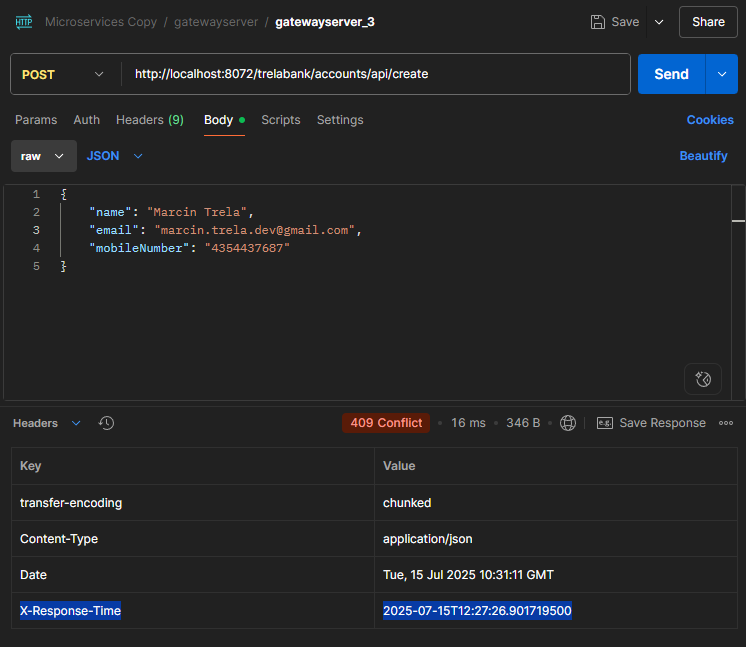 HTTP Microservices Copy / gatewayserver / gatewayserver_3 Save Share
POST http://localhost:8072/trelabank/accounts/api/create Send
Params Auth Headers (9) Body Scripts Settings Cookies
raw JSON Beautify
1 {
2 "name": "Marcin Trela",
3 "email": "marcin.trela.dev@gmail.com",
4 "mobileNumber": "4354437687"
5 }
Headers 409 Conflict 16 ms 346 B e.g. Save Response
Key Value
transfer-encoding chunked
Content-Type application/json
Date Tue, 15 Jul 2025 10:31:11 GMT
X-Response-Time 2025-07-15T12:27:26.901719500